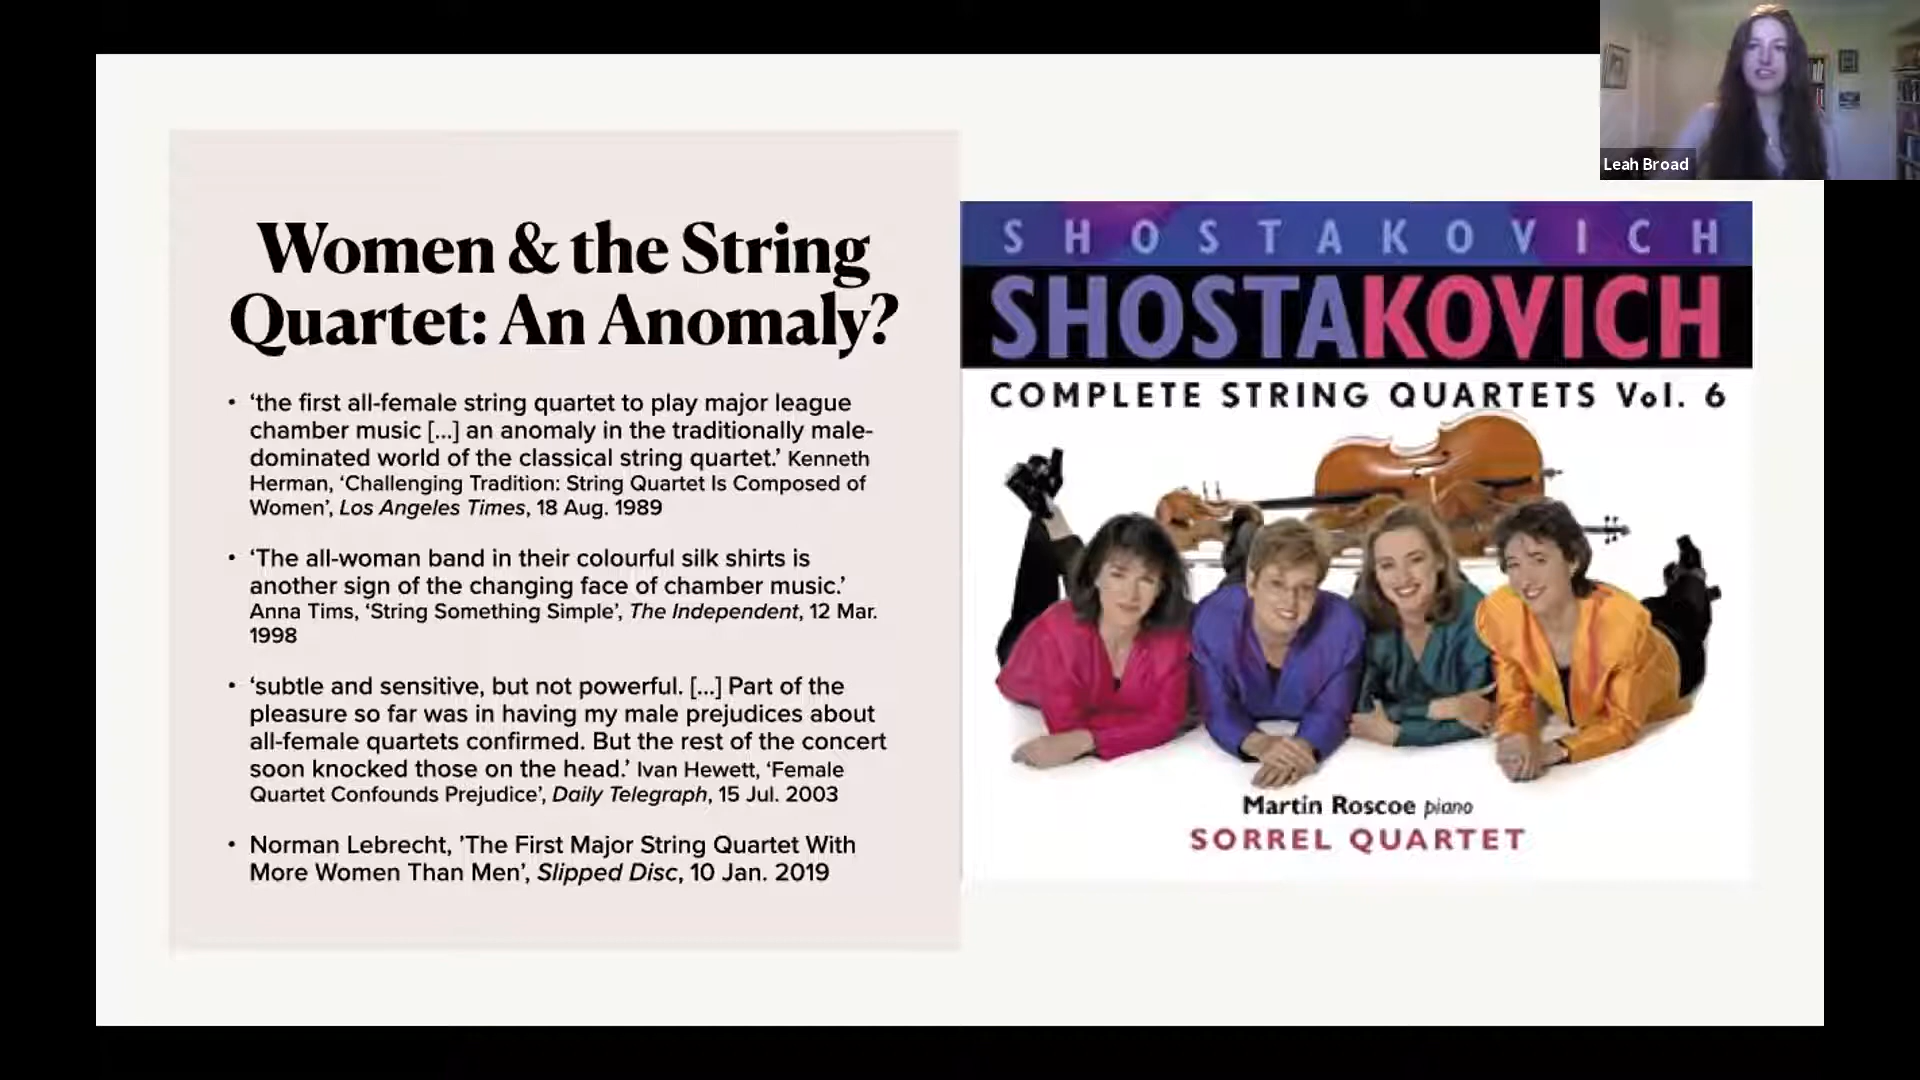 Leah Broad
Women & the String
Quartet: An Anomaly?
• ‘the first all-female string quartet to play major league
chamber music [...] an anomaly in the traditionally male-
dominated world of the classical string quartet.’ Kenneth
Herman, ‘Challenging Tradition: String Quartet Is Composed of
Women’, Los Angeles Times, 18 Aug. 1989
• ‘The all-woman band in their colourful silk shirts is
another sign of the changing face of chamber music.’
Anna Tims, ‘String Something Simple’, The Independent, 12 Mar.
1998
• ‘subtle and sensitive, but not powerful. [...] Part of the
pleasure so far was in having my male prejudices about
all-female quartets confirmed. But the rest of the concert
soon knocked those on the head.’ Ivan Hewett, ‘Female
Quartet Confounds Prejudice’, Daily Telegraph, 15 Jul. 2003
• Norman Lebrecht, ’The First Major String Quartet With
More Women Than Men’, Slipped Disc, 10 Jan. 2019
SHOSTAKOVICH
SHOSTAKOVICH
COMPLETE STRING QUARTETS Vol. 6
Martin Roscoe piano
SORREL QUARTET